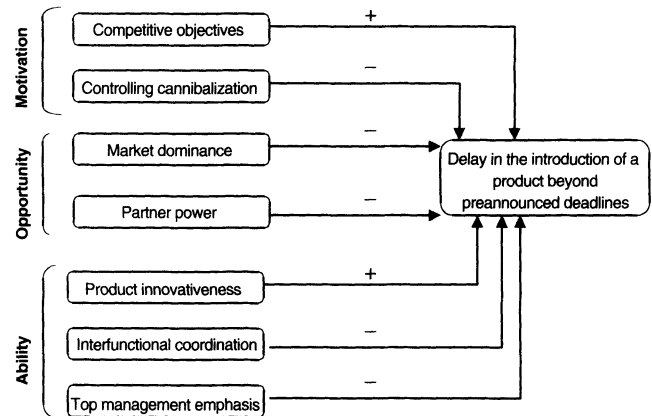 Motivation
Competitive objectives
+
Controlling cannibalization
−
Opportunity
Market dominance
−
Partner power
−
Delay in the introduction of a
product beyond
preannounced deadlines
Ability
Product innovativeness
+
Interfunctional coordination
−
Top management emphasis
−